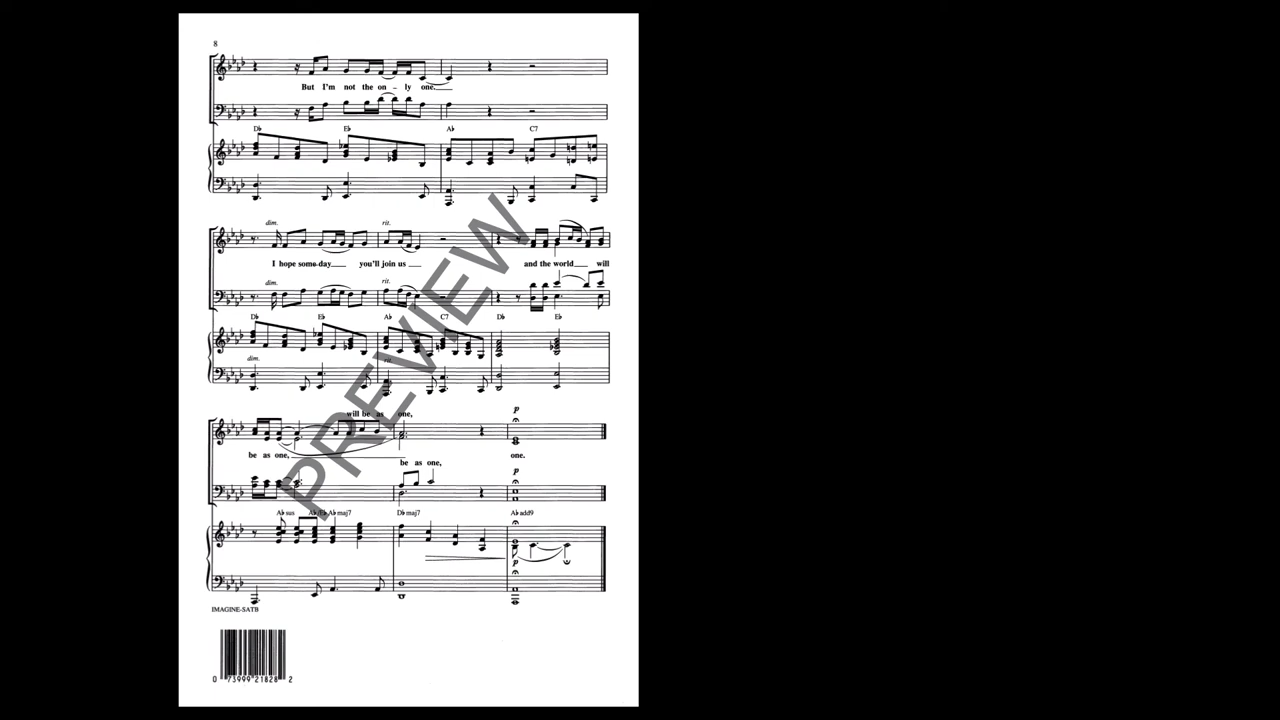 8
But I'm not the on - ly one.
D♭ E♭ A♭ C7
dim. rit.
I hope some-day you'll join us and the world will
dim. rit.
D♭ E♭ A♭ C7 D♭ E♭
dim. rit.
will be as one, p
be as one, be as one, one.
p
A♭sus A♭/E♭ A♭maj7 D♭maj7 A♭add9
p
IMAGINE-SATB
0 73999 21828 2
PREVIEW